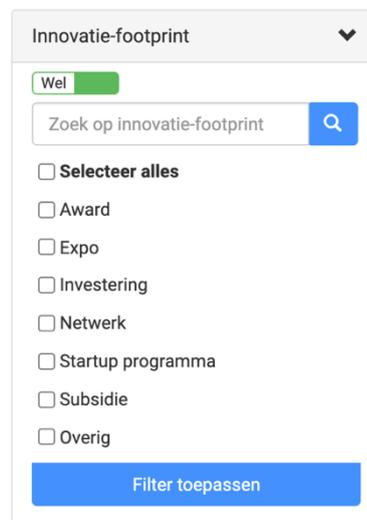 Innovatie-footprint
Wel
Zoek op innovatie-footprint
Selecteer alles
Award
Expo
Investering
Netwerk
Startup programma
Subsidie
Overig
Filter toepassen